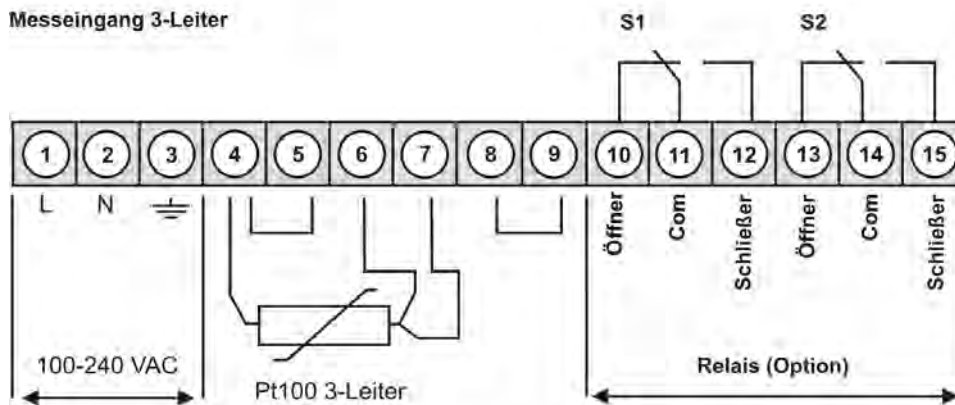 Messeingang 3-Leiter
S1 S2
1 2 3 4 5 6 7 8 9 10 11 12 13 14 15
L N
Öffner Com Schließer Öffner Com Schließer
100-240 VAC
Pt100 3-Leiter
Relais (Option)